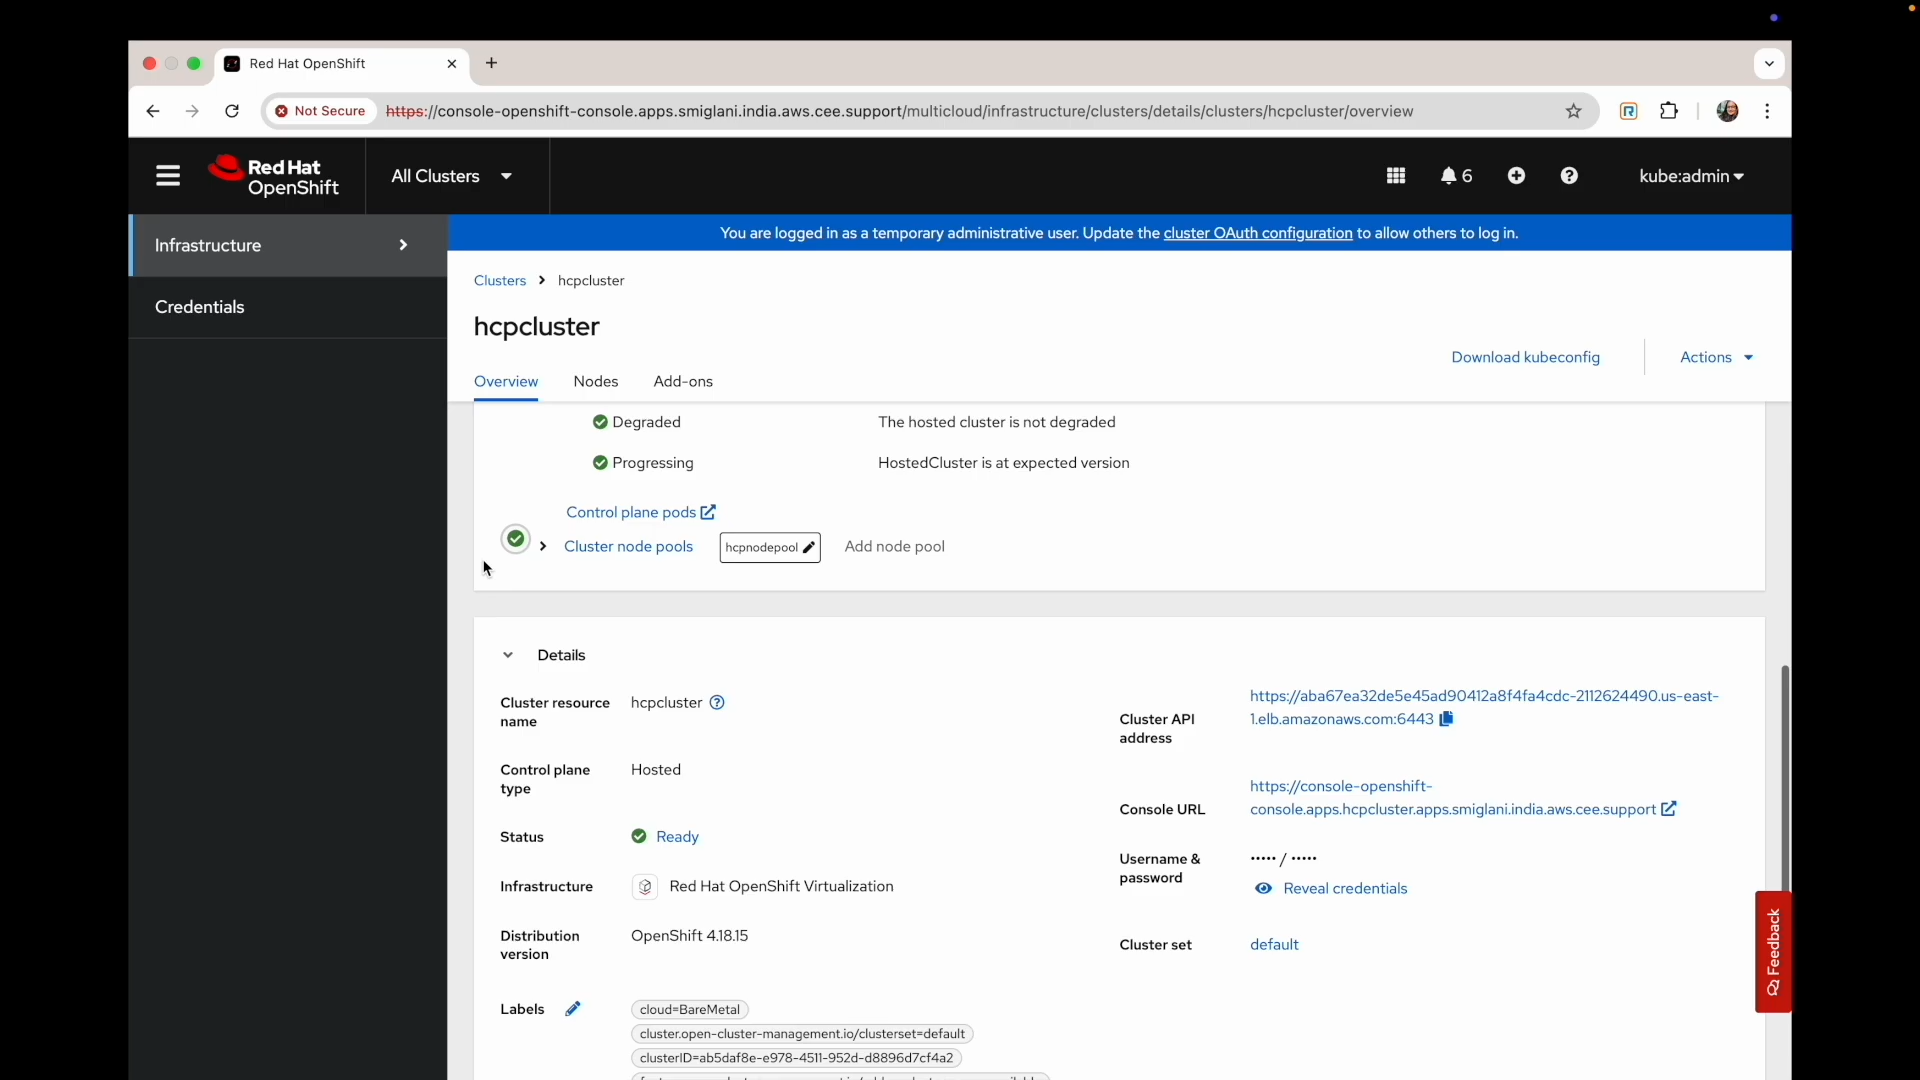 Red Hat OpenShift
Not Secure
https://console-openshift-console.apps.smiglani.india.aws.cee.support/multicloud/infrastructure/clusters/details/clusters/hcpcluster/overview
Red Hat
OpenShift
All Clusters
6
kube:admin
Infrastructure
Credentials
You are logged in as a temporary administrative user. Update the cluster OAuth configuration to allow others to log in.
Clusters
hcpcluster
hcpcluster
Download kubeconfig
Actions
Overview
Nodes
Add-ons
Degraded
The hosted cluster is not degraded
Progressing
HostedCluster is at expected version
Control plane pods
Cluster node pools
hcpnodepool
Add node pool
Details
Cluster resource
name
hcpcluster
Control plane
type
Hosted
Status
Ready
Infrastructure
Red Hat OpenShift Virtualization
Distribution
version
OpenShift 4.18.15
Labels
cloud=BareMetal
cluster.open-cluster-management.io/clusterset=default
clusterID=ab5daf8e-e978-4511-952d-d8896d7cf4a2
Cluster API
address
https://aba67ea32de5e45ad90412a8f4fa4cdc-2112624490.us-east-
1.elb.amazonaws.com:6443
Console URL
https://console-openshift-
console.apps.hcpcluster.apps.smiglani.india.aws.cee.support
Username &
password
••••• / •••••
Reveal credentials
Cluster set
default
Feedback